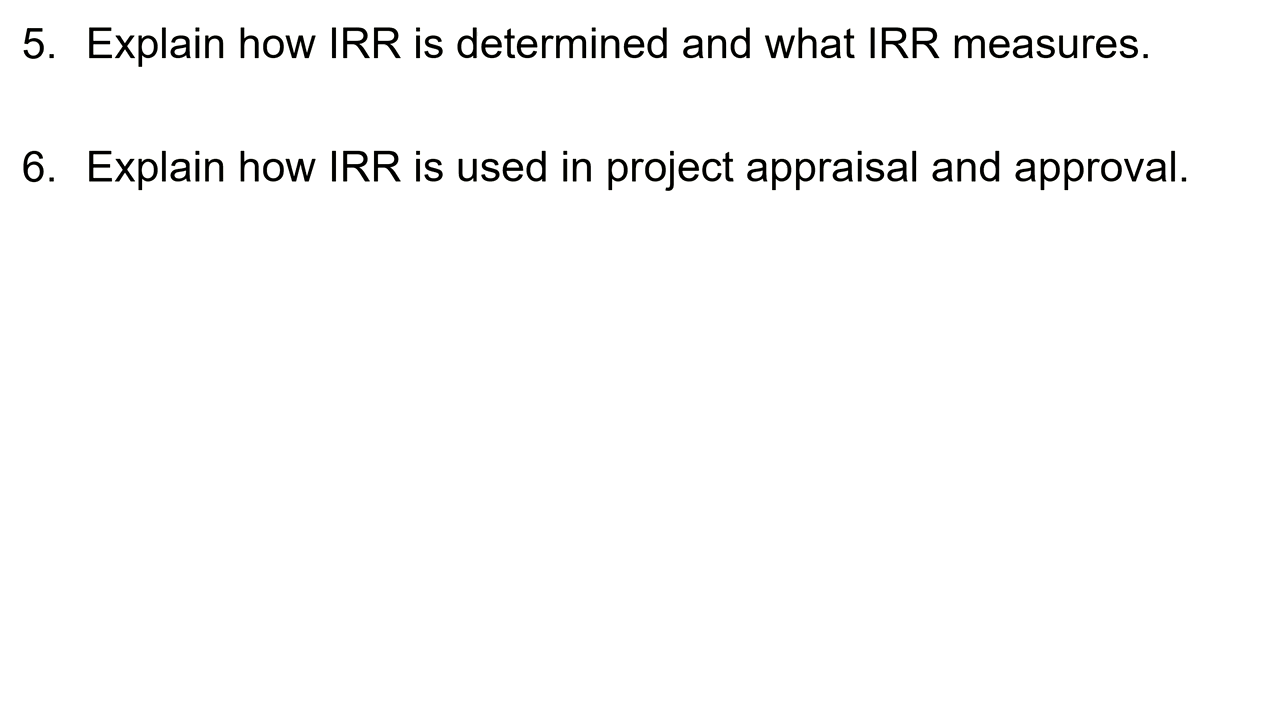 5. Explain how IRR is determined and what IRR measures.
6. Explain how IRR is used in project appraisal and approval.